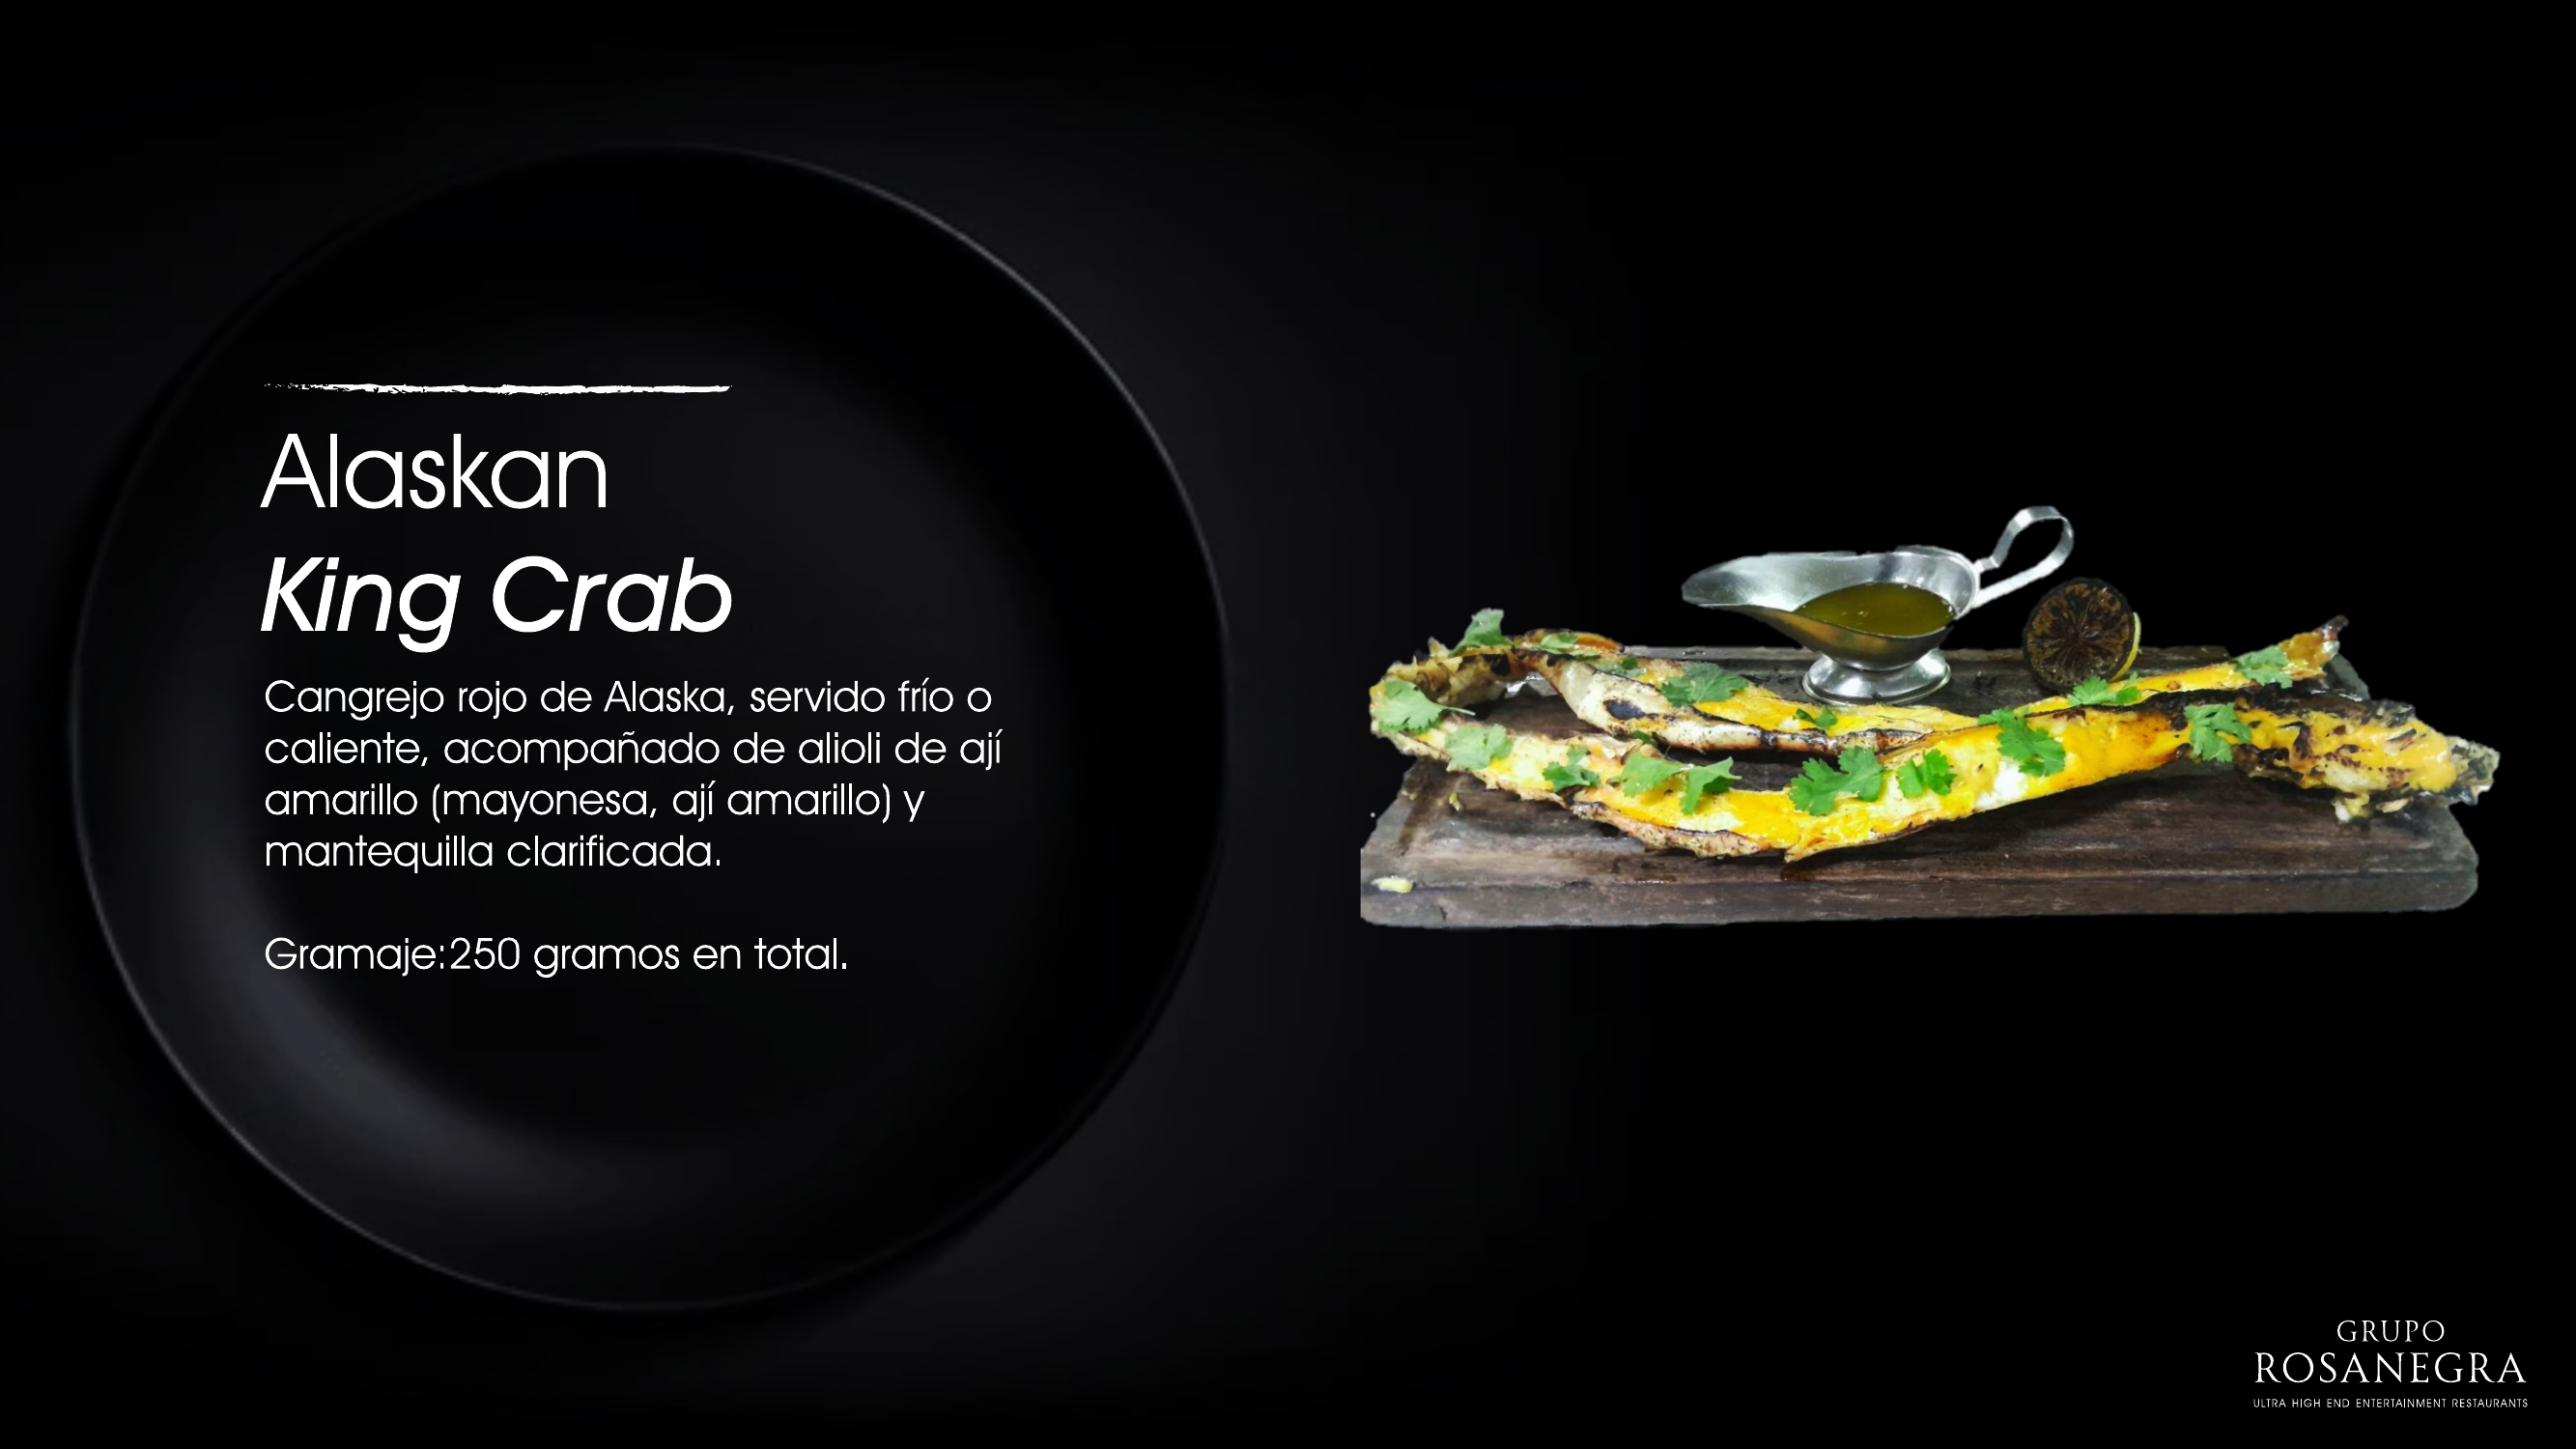 Alaskan
King Crab
Cangrejo rojo de Alaska, servido frío o
caliente, acompañado de alioli de ají
amarillo (mayonesa, ají amarillo) y
mantequilla clarificada.
Gramaje:250 gramos en total.
GRUPO
ROSANEGRA
ULTRA HIGH END ENTERTAINMENT RESTAURANTS